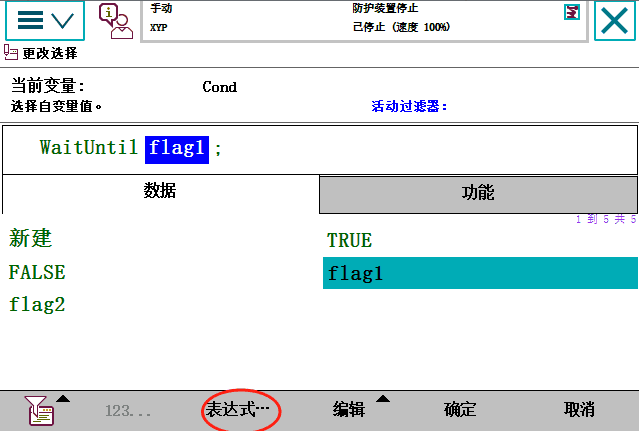 手动
XYP
防护装置停止
已停止 (速度 100%)
更改选择
当前变量: Cond
选择自变量值。 活动过滤器:
WaitUntil flag1 ;
数据 功能
1 到 5 共 5
新建 TRUE
FALSE flag1
flag2
123... 表达式… 编辑 确定 取消